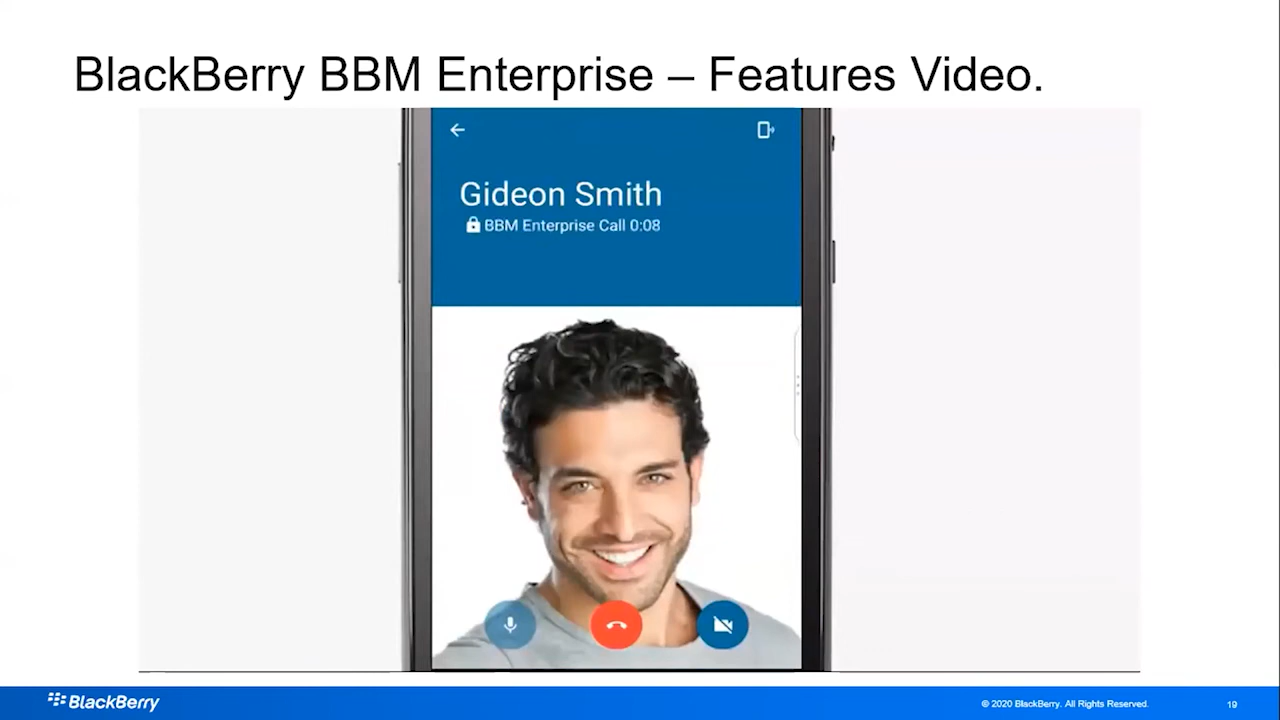 BlackBerry BBM Enterprise – Features Video.
Gideon Smith
BBM Enterprise Call 0:08
BlackBerry
© 2020 BlackBerry. All Rights Reserved.
19